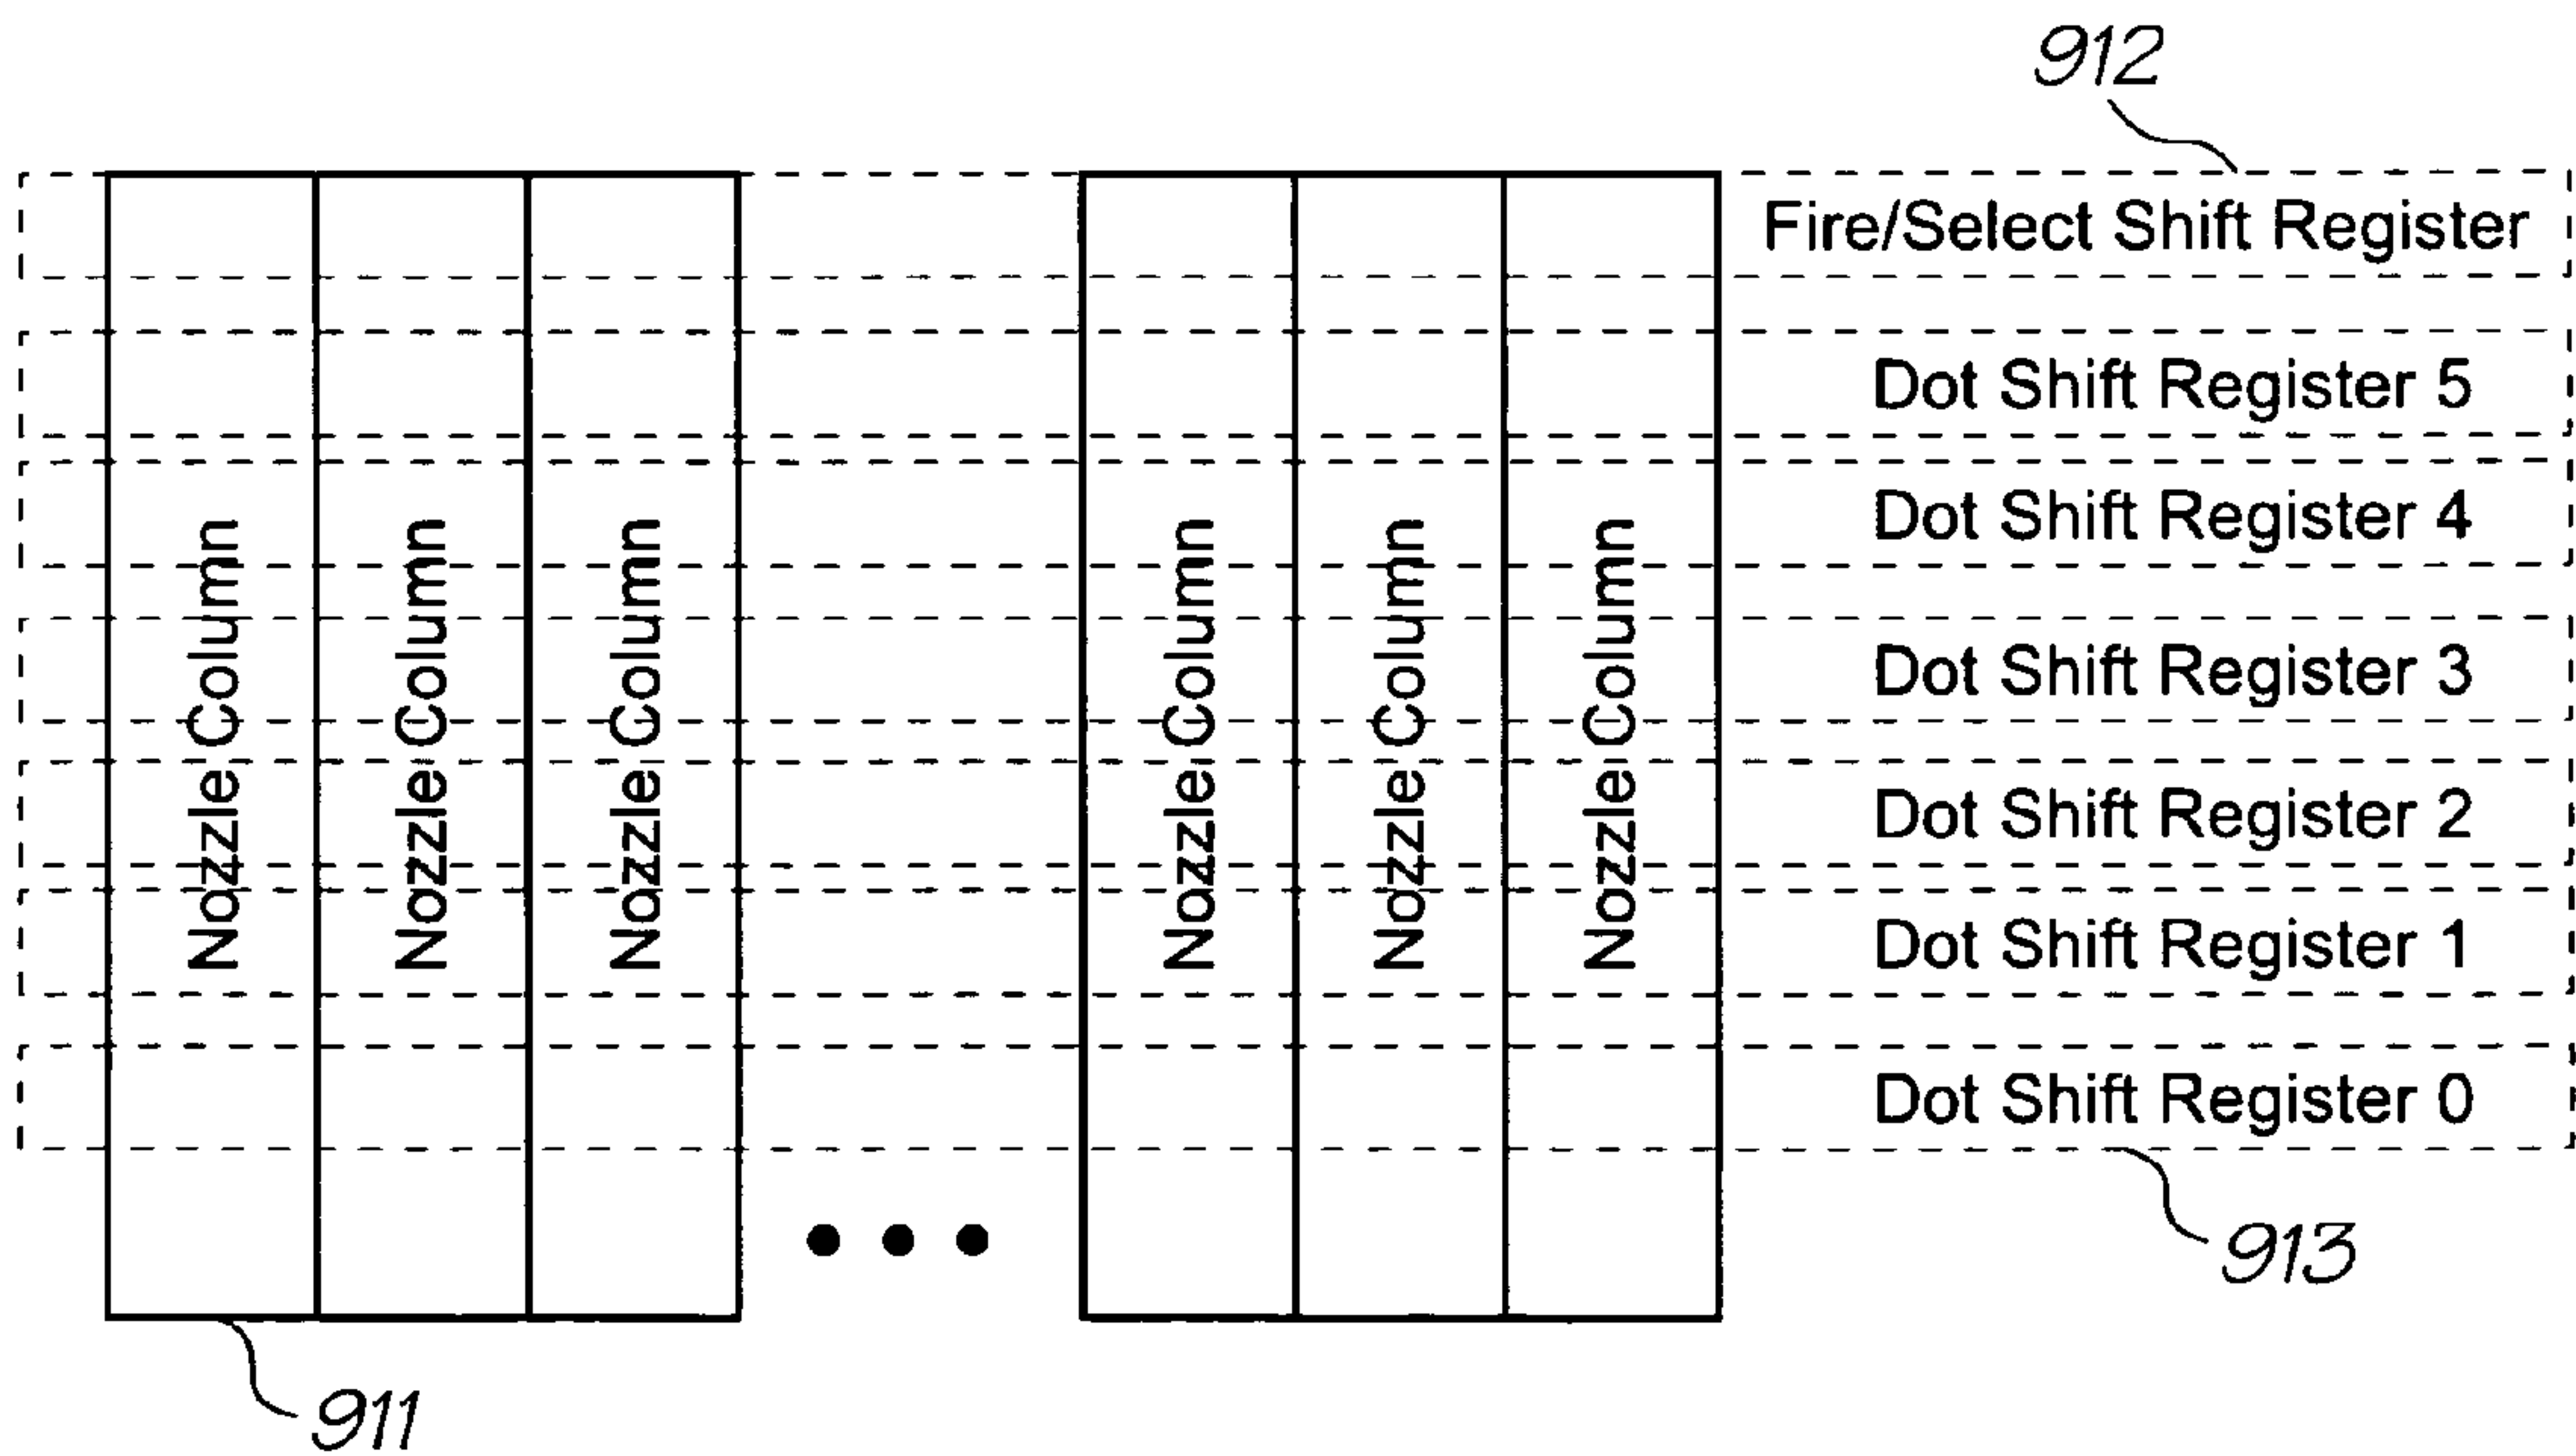 912
Fire/Select Shift Register
Dot Shift Register 5
Dot Shift Register 4
Dot Shift Register 3
Dot Shift Register 2
Dot Shift Register 1
Dot Shift Register 0
Nozzle Column
Nozzle Column
Nozzle Column
Nozzle Column
Nozzle Column
Nozzle Column
913
911